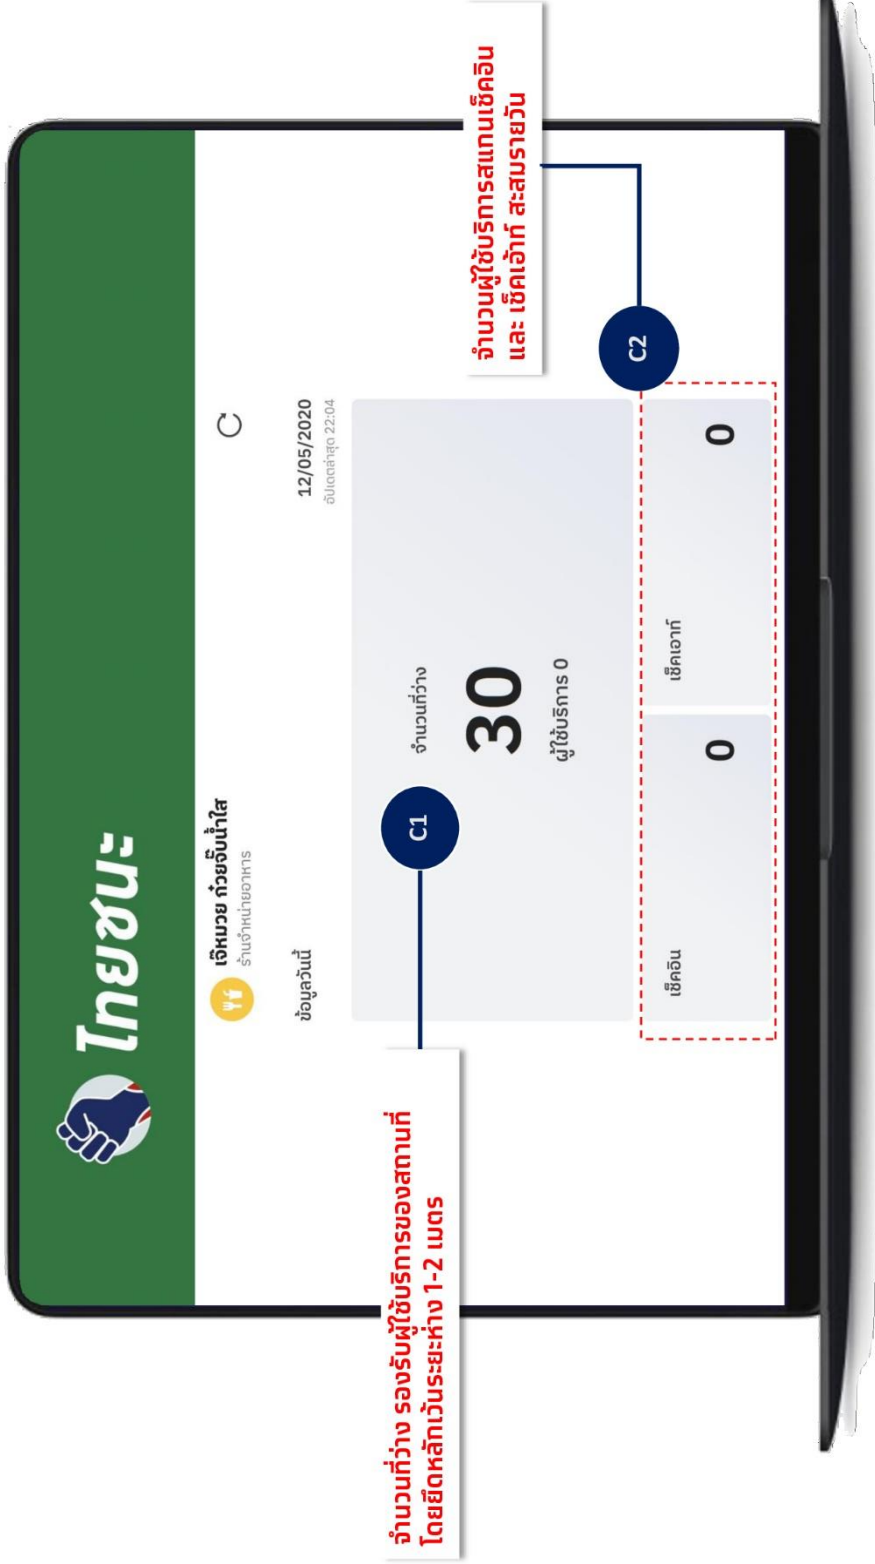 ไทยชนะ
เจ๊หมวย ก๋วยจั๊บน้ำใส
ร้านจำหน่ายอาหาร
ข้อมูลวันนี้
12/05/2020
อัปเดตล่าสุด 22:04
C1
จำนวนที่ว่าง
30
ผู้ใช้บริการ 0
จำนวนที่ว่าง รองรับผู้ใช้บริการของสถานที่
โดยยึดหลักเว้นระยะห่าง 1-2 เมตร
จำนวนผู้ใช้บริการสแกนเช็คอิน
และ เช็คเอ้าท์ สะสมรายวัน
C2
เช็คอิน
0
เช็คเอาท์
0